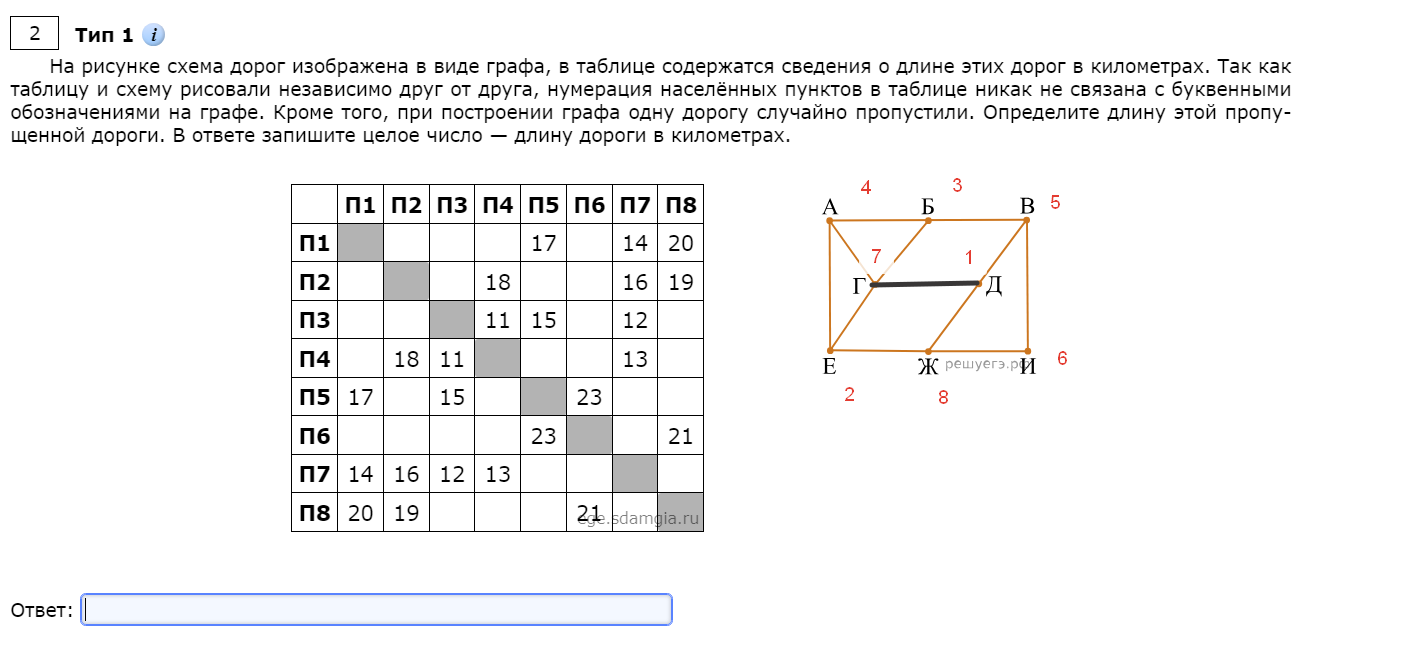 2 Тип 1 i
На рисунке схема дорог изображена в виде графа, в таблице содержатся сведения о длине этих дорог в километрах. Так как
таблицу и схему рисовали независимо друг от друга, нумерация населённых пунктов в таблице никак не связана с буквенными
обозначениями на графе. Кроме того, при построении графа одну дорогу случайно пропустили. Определите длину этой пропу-
щенной дороги. В ответе запишите целое число — длину дороги в километрах.
П1 П2 П3 П4 П5 П6 П7 П8
П1 17 14 20
П2 18 16 19
П3 11 15 12
П4 18 11 13
П5 17 15 23
П6 23 21
П7 14 16 12 13
П8 20 19 21
ege.sdamgia.ru
4 3
А Б В 5
7 1
Г Д
Е Ж И 6
решуегэ.рф
2 8
Ответ: